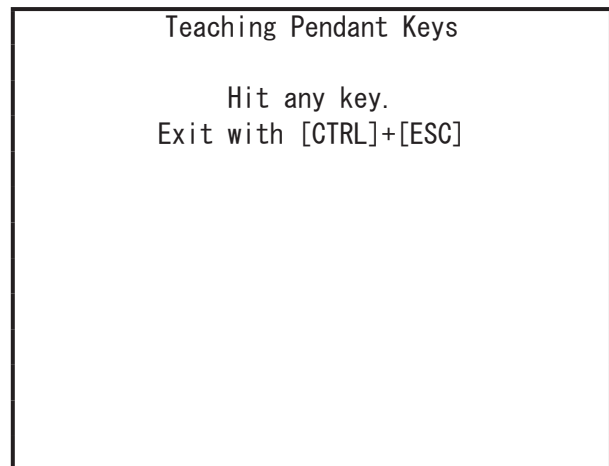 Teaching Pendant Keys
Hit any key.
Exit with [CTRL]+[ESC]